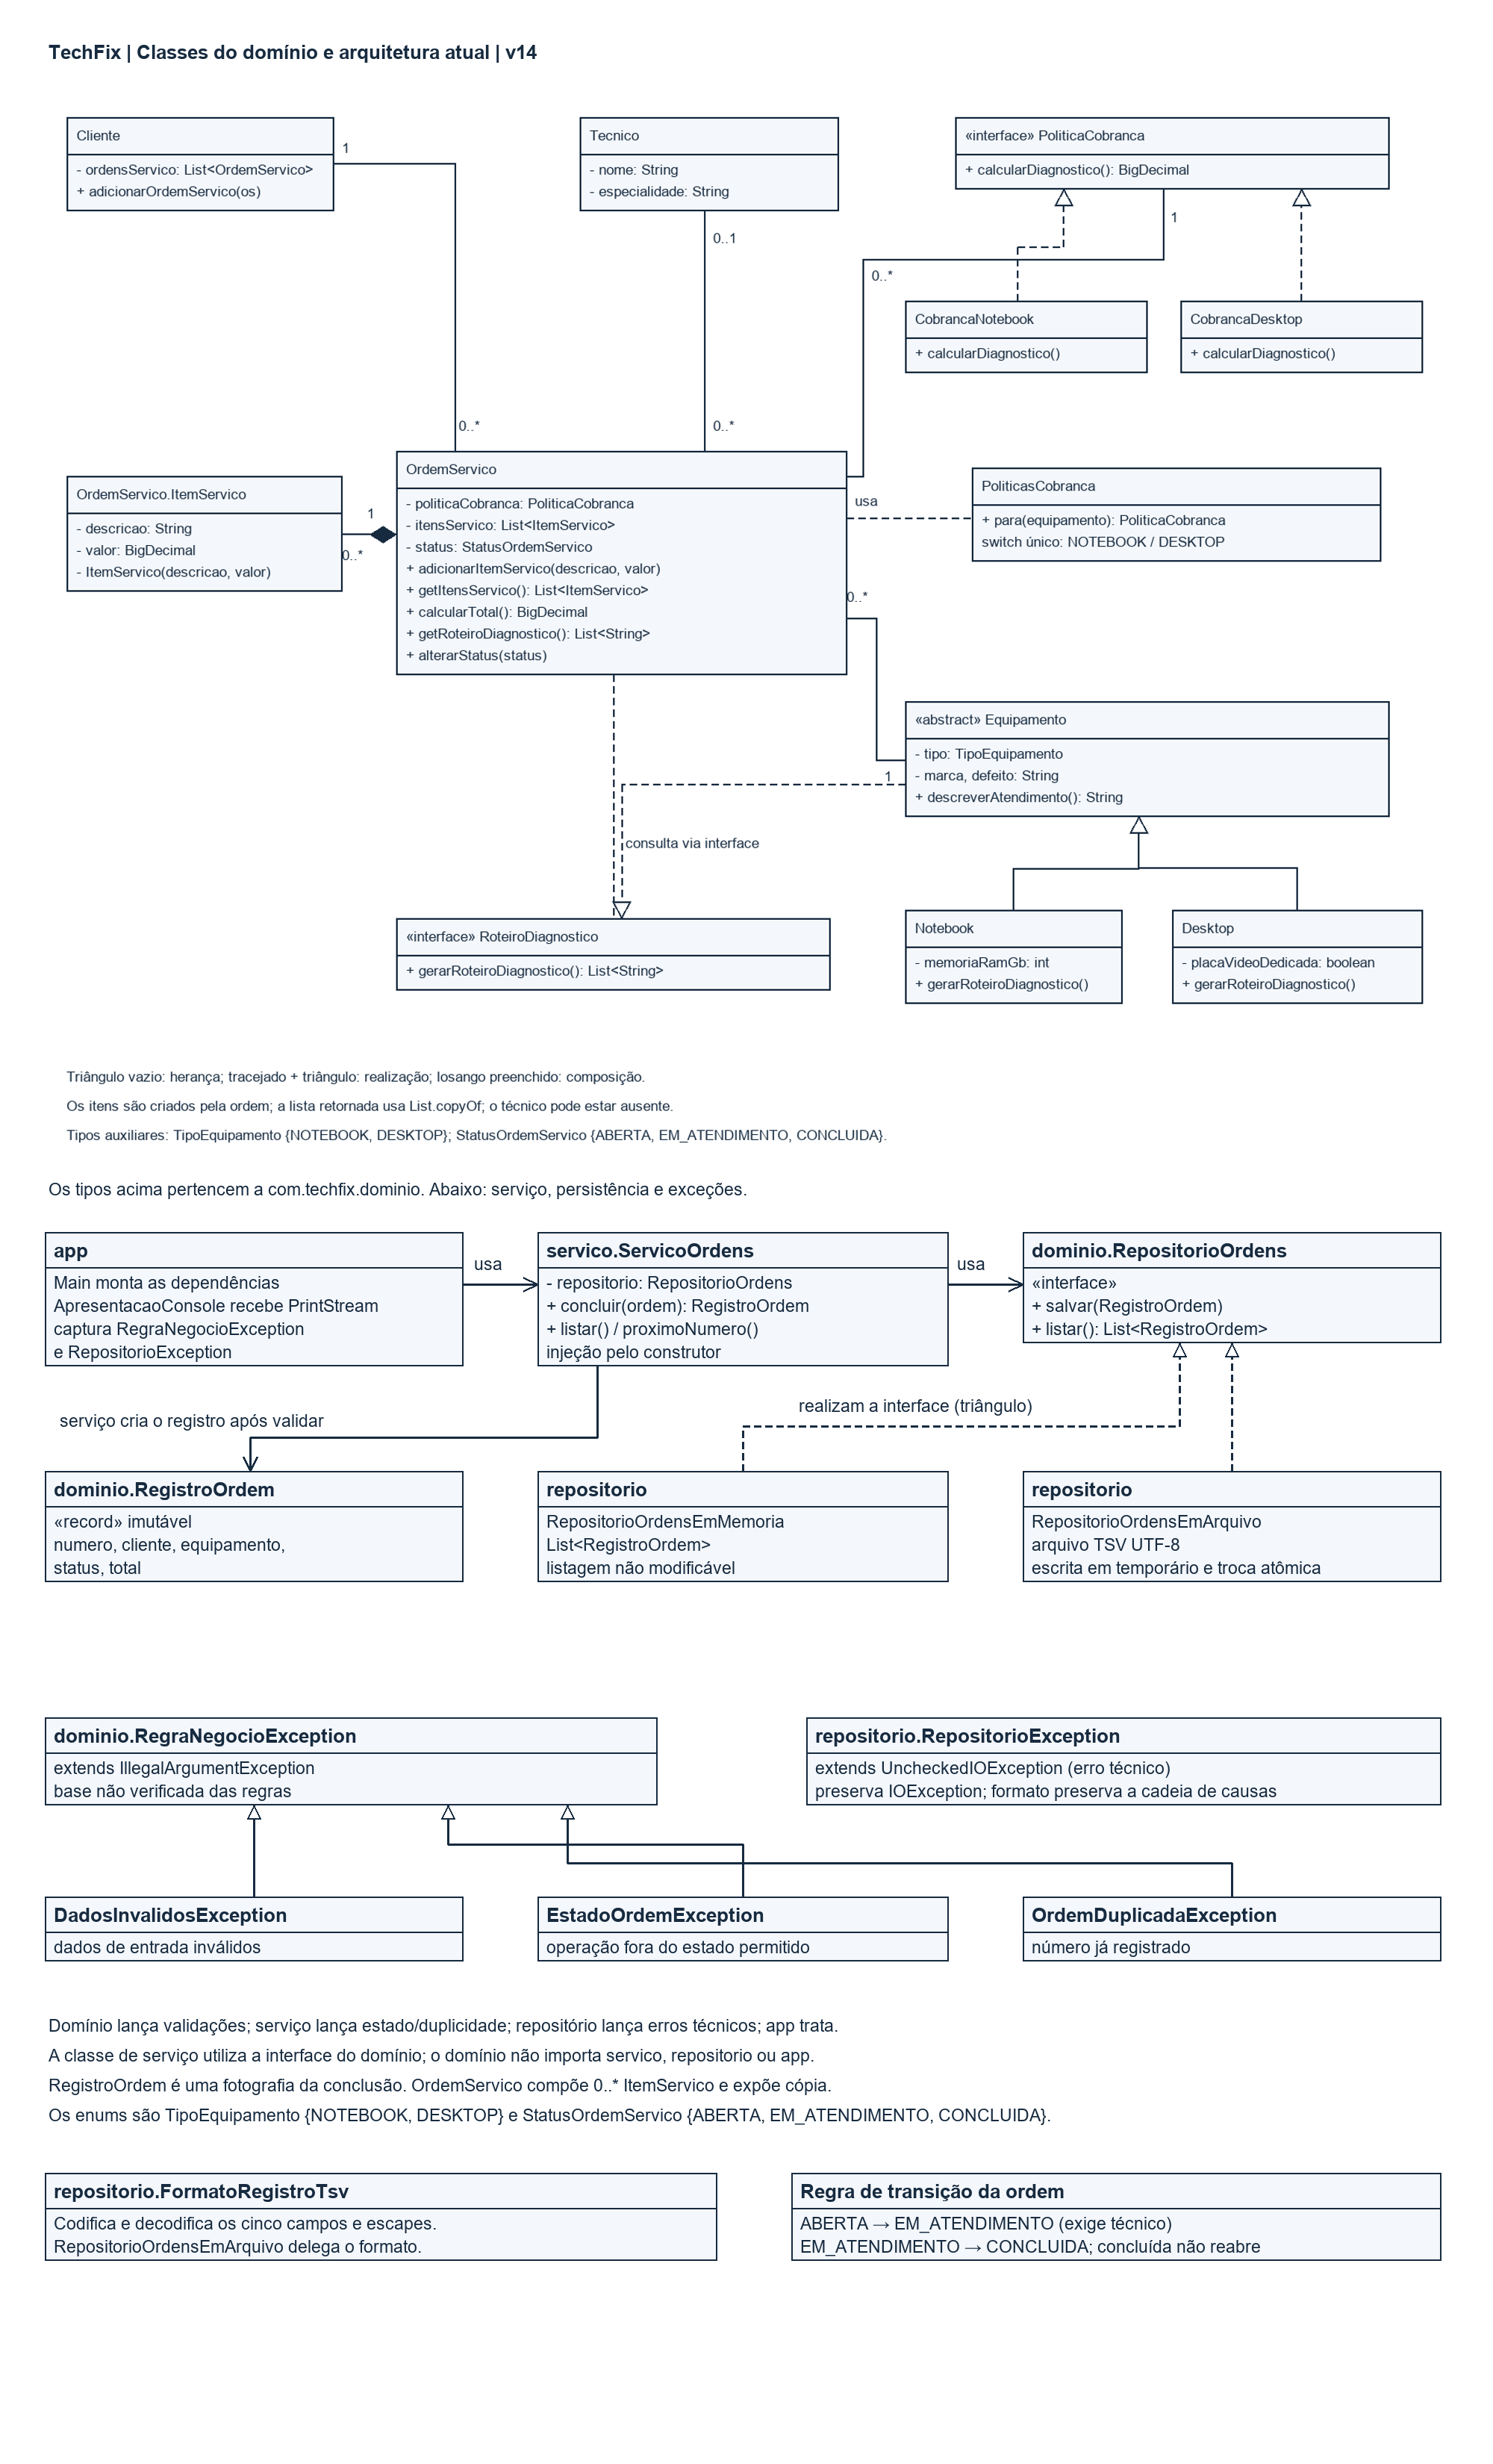 TechFix | Classes do domínio e arquitetura atual | v14
Cliente
- ordensServico: List<OrdemServico>
+ adicionarOrdemServico(os)
1
Tecnico
- nome: String
- especialidade: String
0..1
«interface» PoliticaCobranca
+ calcularDiagnostico(): BigDecimal
1
0..*
CobrancaNotebook
+ calcularDiagnostico()
CobrancaDesktop
+ calcularDiagnostico()
0..*
0..*
OrdemServico.ItemServico
- descricao: String
- valor: BigDecimal
- ItemServico(descricao, valor)
1
0..*
OrdemServico
- politicaCobranca: PoliticaCobranca
- itensServico: List<ItemServico>
- status: StatusOrdemServico
+ adicionarItemServico(descricao, valor)
+ getItensServico(): List<ItemServico>
+ calcularTotal(): BigDecimal
+ getRoteiroDiagnostico(): List<String>
+ alterarStatus(status)
usa
PoliticasCobranca
+ para(equipamento): PoliticaCobranca
switch único: NOTEBOOK / DESKTOP
0..*
«abstract» Equipamento
- tipo: TipoEquipamento
- marca, defeito: String
+ descreverAtendimento(): String
1
consulta via interface
«interface» RoteiroDiagnostico
+ gerarRoteiroDiagnostico(): List<String>
Notebook
- memoriaRamGb: int
+ gerarRoteiroDiagnostico()
Desktop
- placaVideoDedicada: boolean
+ gerarRoteiroDiagnostico()
Triângulo vazio: herança; tracejado + triângulo: realização; losango preenchido: composição.
Os itens são criados pela ordem; a lista retornada usa List.copyOf; o técnico pode estar ausente.
Tipos auxiliares: TipoEquipamento {NOTEBOOK, DESKTOP}; StatusOrdemServico {ABERTA, EM_ATENDIMENTO, CONCLUIDA}.
Os tipos acima pertencem a com.techfix.dominio. Abaixo: serviço, persistência e exceções.
app
Main monta as dependências
ApresentacaoConsole recebe PrintStream
captura RegraNegocioException
e RepositorioException
usa
servico.ServicoOrdens
- repositorio: RepositorioOrdens
+ concluir(ordem): RegistroOrdem
+ listar() / proximoNumero()
injeção pelo construtor
usa
dominio.RepositorioOrdens
«interface»
+ salvar(RegistroOrdem)
+ listar(): List<RegistroOrdem>
serviço cria o registro após validar
realizam a interface (triângulo)
dominio.RegistroOrdem
«record» imutável
numero, cliente, equipamento,
status, total
repositorio
RepositorioOrdensEmMemoria
List<RegistroOrdem>
listagem não modificável
repositorio
RepositorioOrdensEmArquivo
arquivo TSV UTF-8
escrita em temporário e troca atômica
dominio.RegraNegocioException
extends IllegalArgumentException
base não verificada das regras
repositorio.RepositorioException
extends UncheckedIOException (erro técnico)
preserva IOException; formato preserva a cadeia de causas
DadosInvalidosException
dados de entrada inválidos
EstadoOrdemException
operação fora do estado permitido
OrdemDuplicadaException
número já registrado
Domínio lança validações; serviço lança estado/duplicidade; repositório lança erros técnicos; app trata.
A classe de serviço utiliza a interface do domínio; o domínio não importa servico, repositorio ou app.
RegistroOrdem é uma fotografia da conclusão. OrdemServico compõe 0..* ItemServico e expõe cópia.
Os enums são TipoEquipamento {NOTEBOOK, DESKTOP} e StatusOrdemServico {ABERTA, EM_ATENDIMENTO, CONCLUIDA}.
repositorio.FormatoRegistroTsv
Codifica e decodifica os cinco campos e escapes.
RepositorioOrdensEmArquivo delega o formato.
Regra de transição da ordem
ABERTA → EM_ATENDIMENTO (exige técnico)
EM_ATENDIMENTO → CONCLUIDA; concluída não reabre